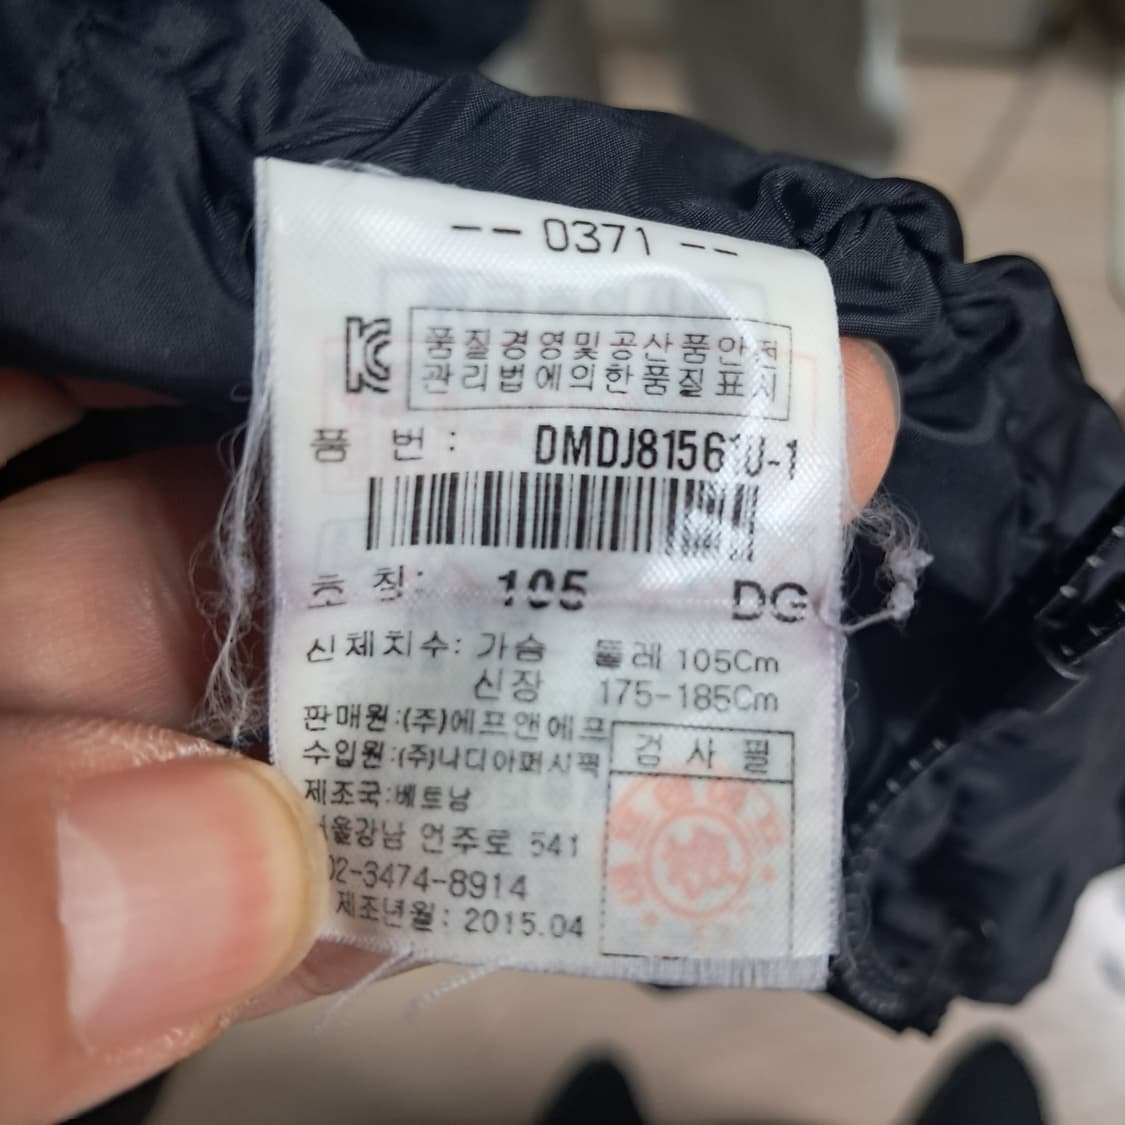 -- 0371 --
품질경영및공산품안전
관리법에의한품질표시
품 번 : DMDJ81561U-1
호 칭: 105 DG
신체치수: 가슴 둘레 105Cm
신장 175-185Cm
판매원:(주)에프앤에프
수입원:(주)나디아퍼시픽
검 사 필
제조국:베트남
서울강남 언주로 541
02-3474-8914
제조년월: 2015.04